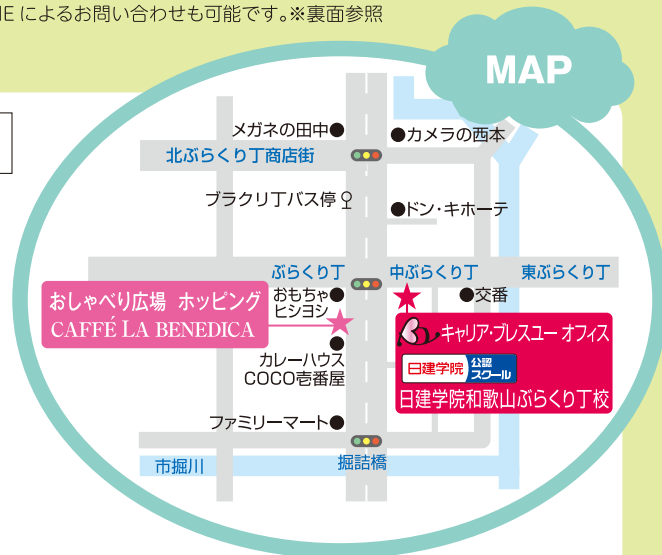 IE によるお問い合わせも可能です。※裏面参照
MAP
メガネの田中●
●カメラの西本
北ぶらくり丁商店街
ブラクリ丁バス停
●ドン・キホーテ
ぶらくり丁
中ぶらくり丁
東ぶらくり丁
おもちゃ●
ヒショシ
●交番
おしゃべり広場 ホッピング
CAFFÉ LA BENEDICA
キャリア・ブレスユー オフィス
カレーハウス
COCO壱番屋
日建学院
公認
スクール
日建学院和歌山ぶらくり丁校
ファミリーマート●
市堀川
掘詰橋